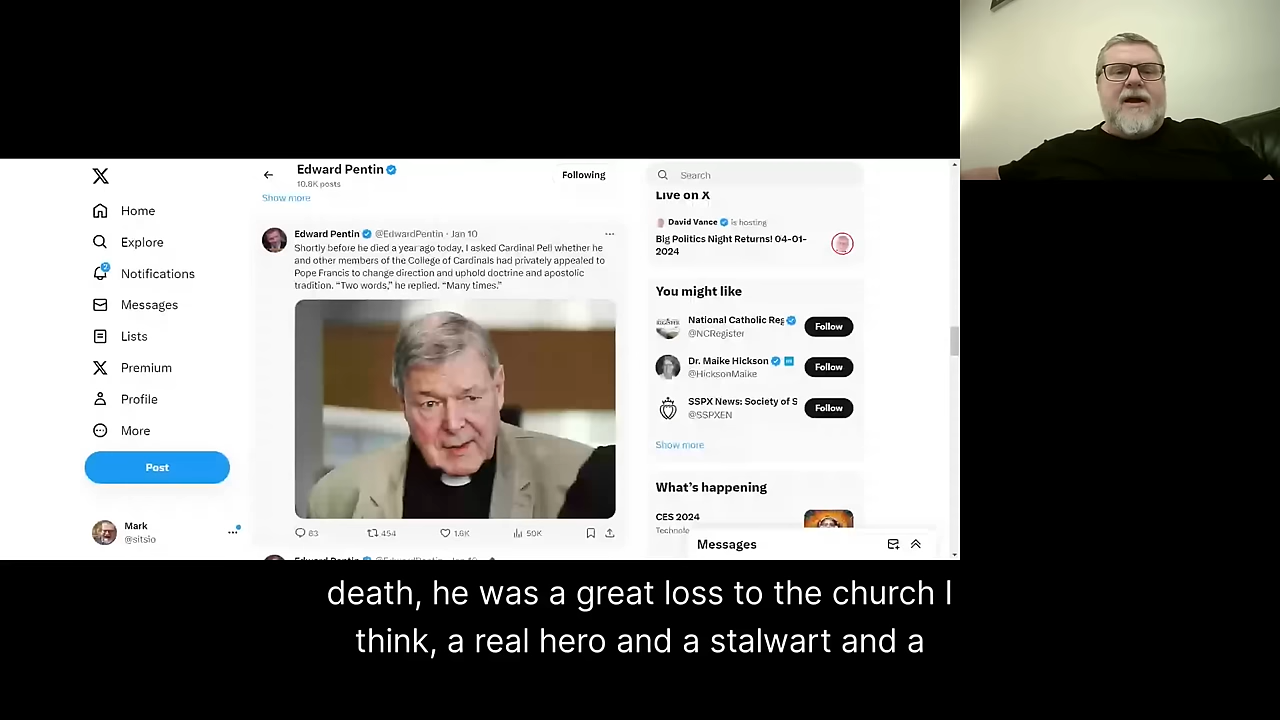 Home
Explore
2
Notifications
Messages
Lists
Premium
Profile
More
Post
Mark
@sitsio
Edward Pentin
10.8K posts
Following
Show more
Edward Pentin @EdwardPentin · Jan 10
Shortly before he died a year ago today, I asked Cardinal Pell whether he
and other members of the College of Cardinals had privately appealed to
Pope Francis to change direction and uphold doctrine and apostolic
tradition. “Two words,” he replied. “Many times.”
454
50K
Search
Live on X
David Vance is hosting
Big Politics Night Returns! 04-01-
2024
You might like
National Catholic Reg
@NCRegister
Follow
Dr. Maike Hickson
@HicksonMaike
Follow
SSPX News: Society of S
@SSPXEN
Follow
Show more
What’s happening
CES 2024
Technolo
Messages
death, he was a great loss to the church I
think, a real hero and a stalwart and a